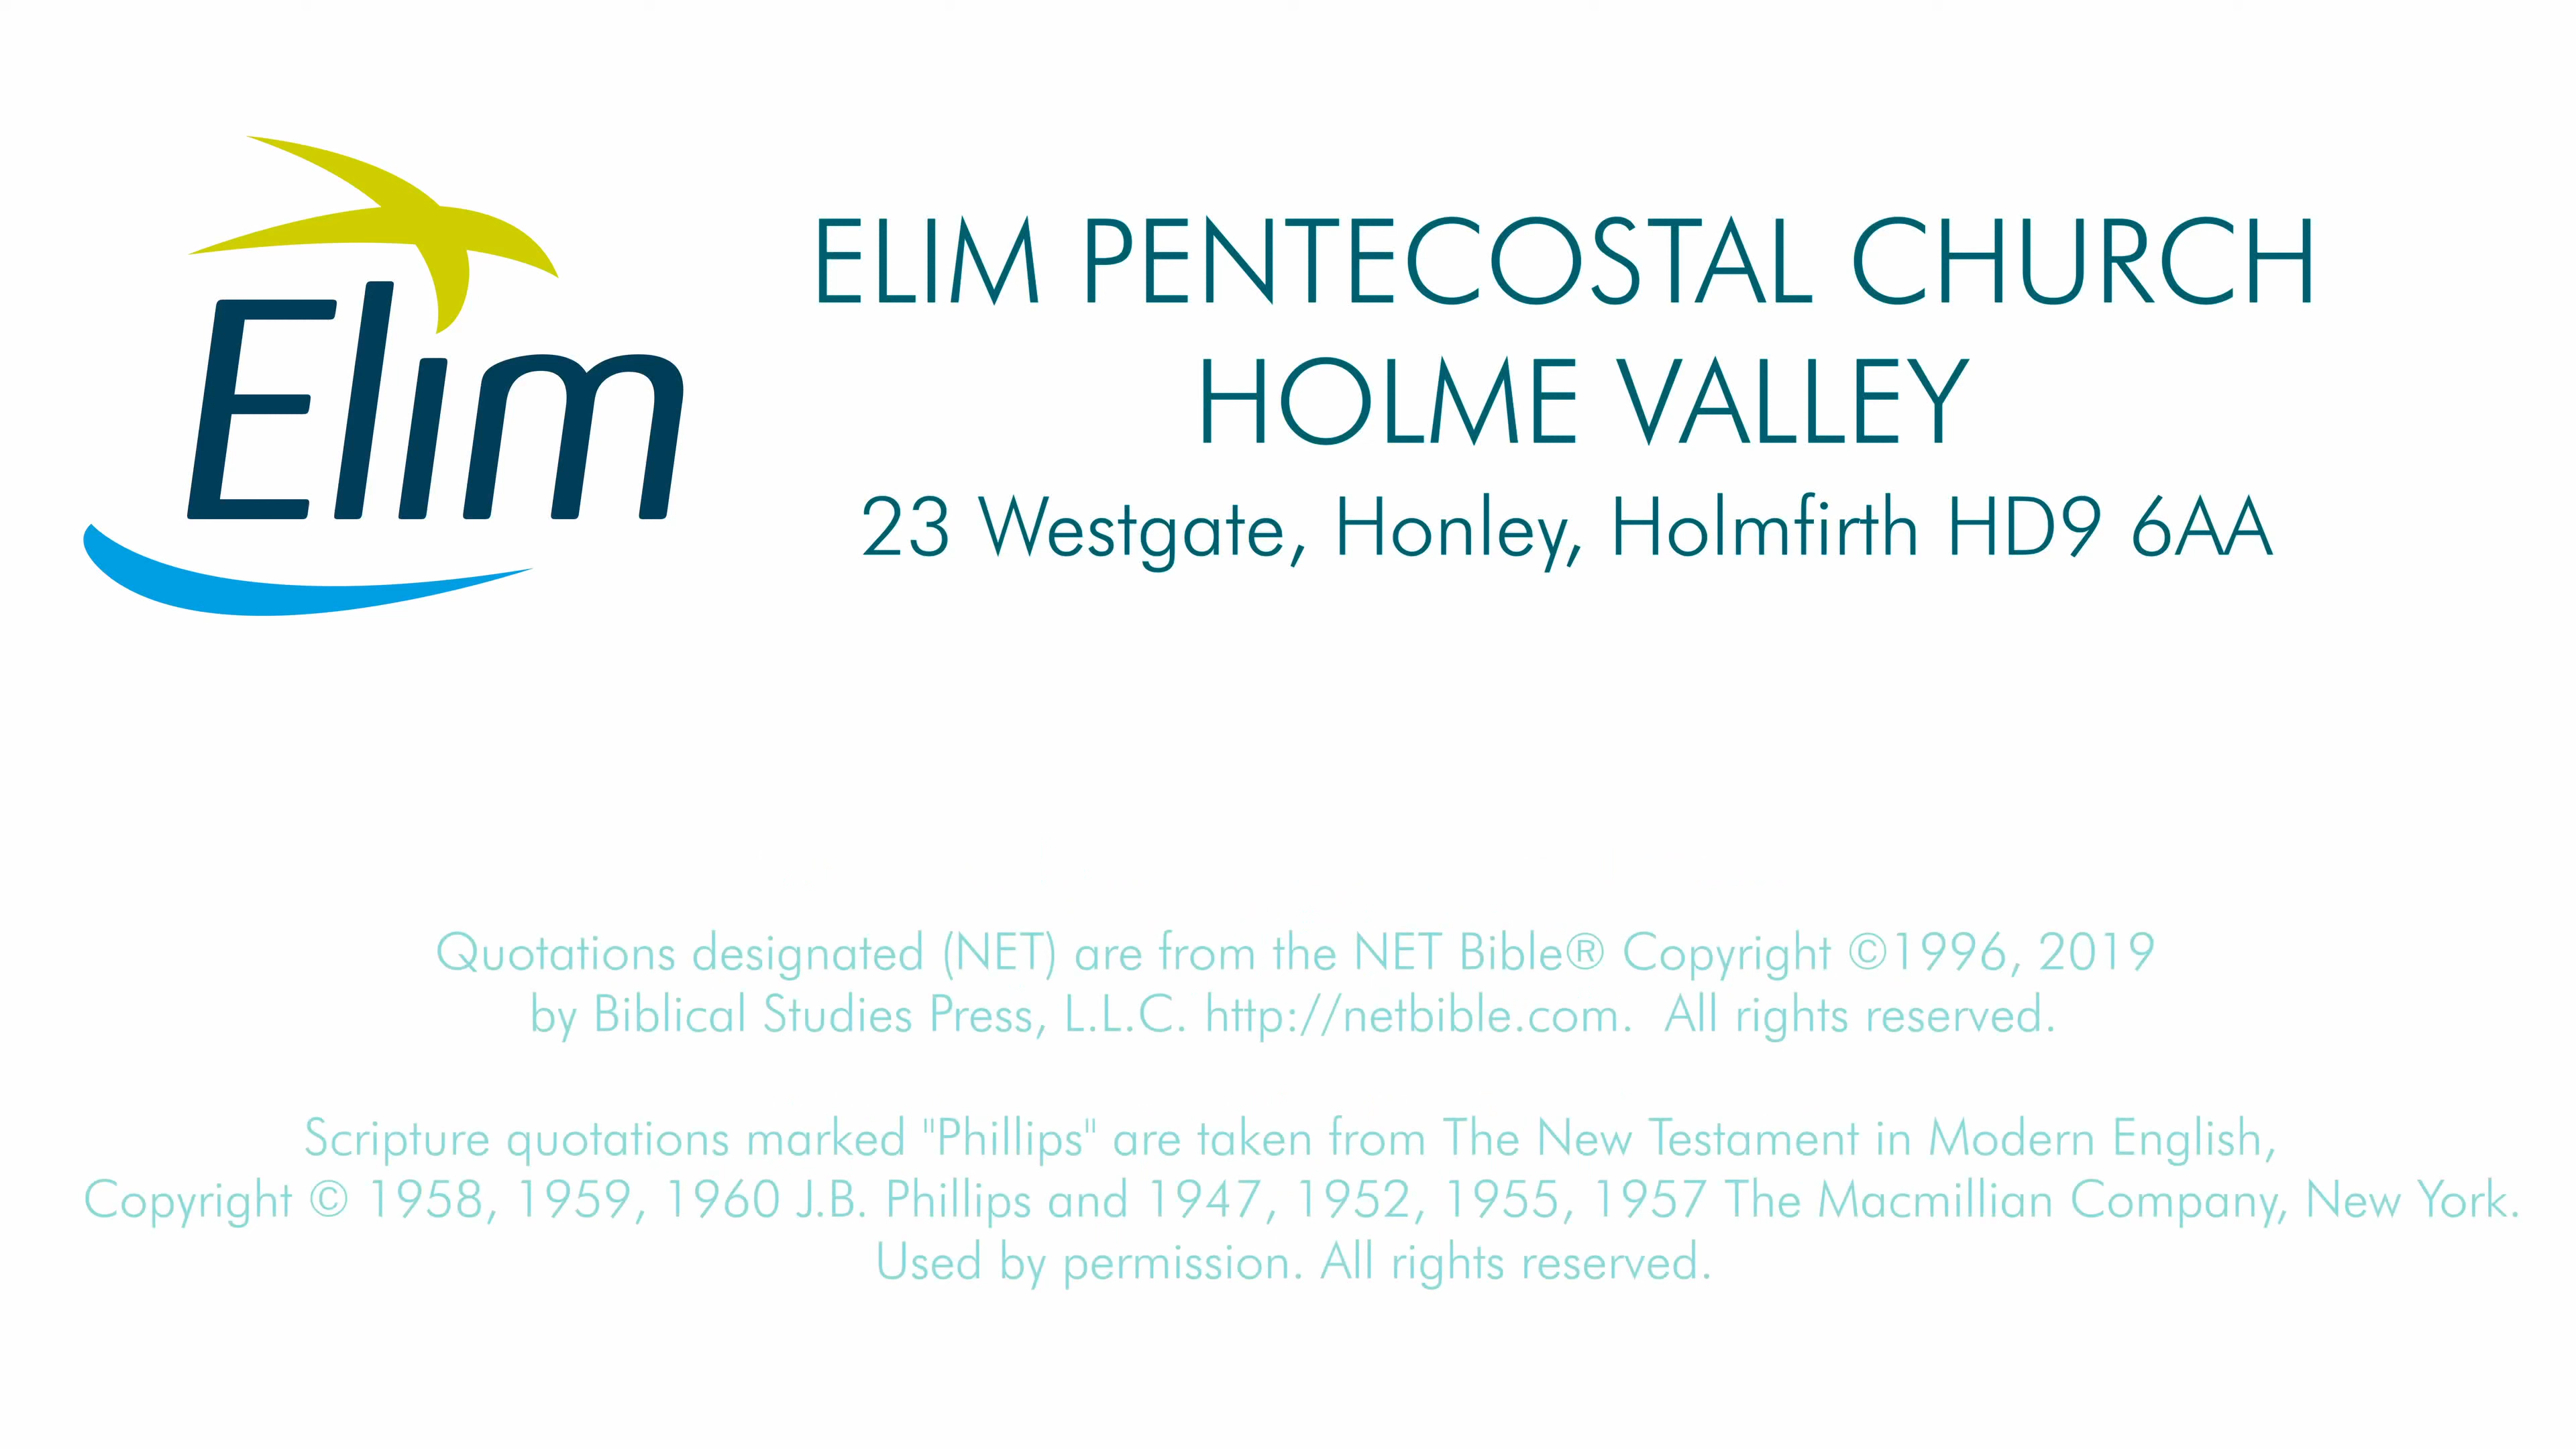 Elim
ELIM PENTECOSTAL CHURCH
HOLME VALLEY
23 Westgate, Honley, Holmfirth HD9 6AA
Quotations designated (NET) are from the NET Bible® Copyright ©1996, 2019
by Biblical Studies Press, L.L.C. http://netbible.com.  All rights reserved.
Scripture quotations marked "Phillips" are taken from The New Testament in Modern English,
Copyright © 1958, 1959, 1960 J.B. Phillips and 1947, 1952, 1955, 1957 The Macmillian Company, New York.
Used by permission. All rights reserved.